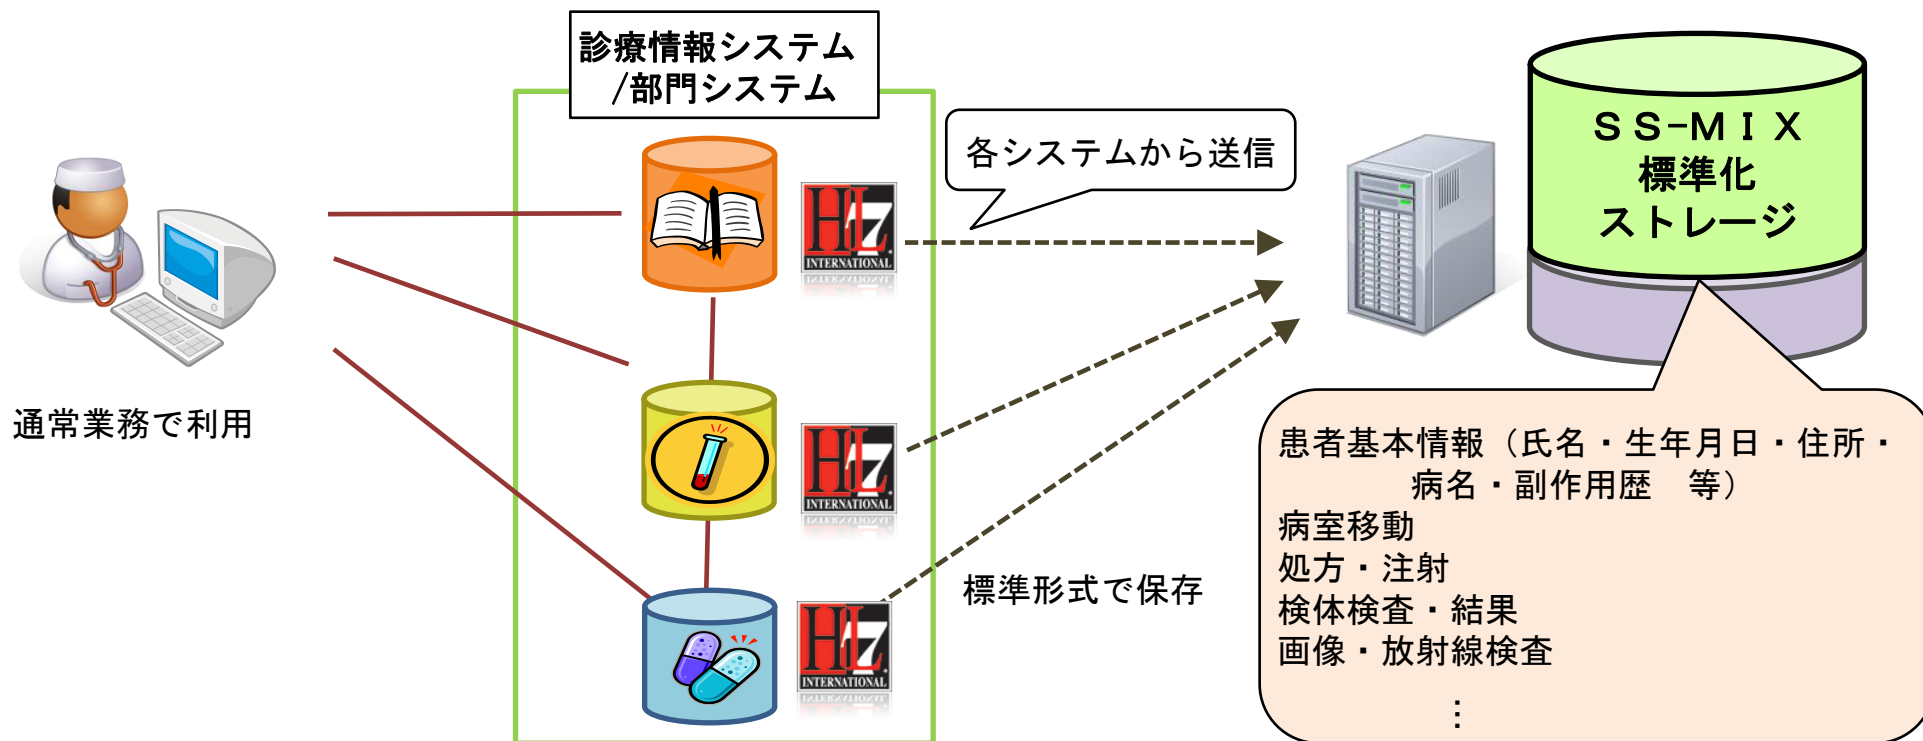 診療情報システム
/部門システム
各システムから送信
ＳＳ-ＭＩＸ
標準化
ストレージ
HL7
INTERNATIONAL
HL7
INTERNATIONAL
HL7
INTERNATIONAL
通常業務で利用
標準形式で保存
患者基本情報（氏名・生年月日・住所・
病名・副作用歴　等）
病室移動
処方・注射
検体検査・結果
画像・放射線検査
…